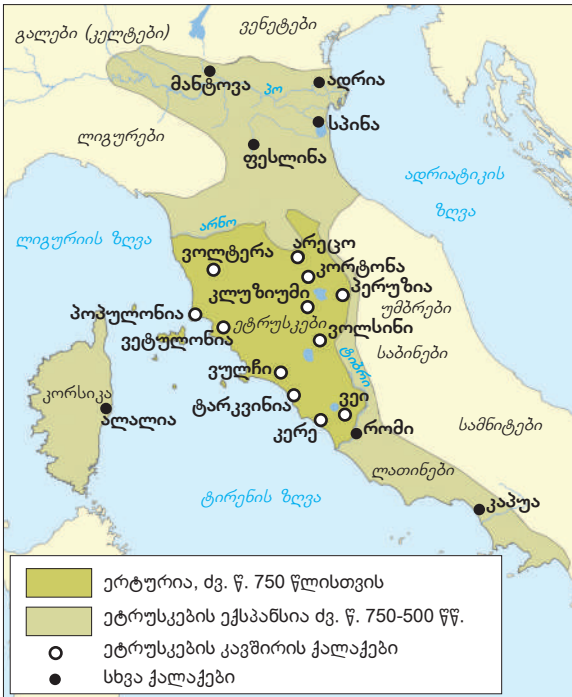 გალები (კელტები)
ვენეტები
მანტოვა
ადრია
პო
სპინა
ლიგურები
ფესლინა
ადრიატიკის
ზღვა
არნო
ლიგურიის ზღვა
არეცო
ვოლტერა
კორტონა
კლუზიუმი
პერუზია
პოპულონია
უმბრები
ეტრუსკები
ვოლსინი
ვეტულონია
საბინები
ტიბრი
ვულჩი
კორსიკა
ალალია
ტარკვინია
ვეი
კერე
რომი
სამნიტები
ლათინები
ტირენის ზღვა
კაპუა
ერტურია, ძვ. წ. 750 წლისთვის
ეტრუსკების ექსპანსია ძვ. წ. 750-500 წწ.
ეტრუსკების კავშირის ქალაქები
სხვა ქალაქები